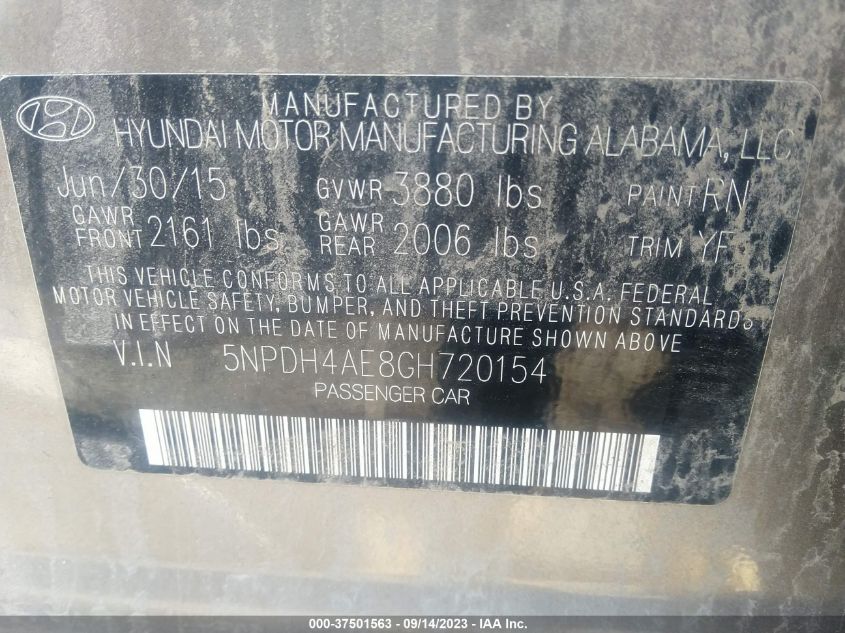 MANUFACTURED BY
HYUNDAI MOTOR MANUFACTURING ALABAMA, LLC
Jun/30/15 GVWR 3880 lbs PAINT RN
GAWR FRONT 2161 lbs GAWR REAR 2006 lbs TRIM YF
THIS VEHICLE CONFORMS TO ALL APPLICABLE U.S.A. FEDERAL
MOTOR VEHICLE SAFETY, BUMPER, AND THEFT PREVENTION STANDARDS
IN EFFECT ON THE DATE OF MANUFACTURE SHOWN ABOVE
V.I.N 5NPDH4AE8GH720154
PASSENGER CAR
000-37501563 - 09/14/2023 - IAA Inc.